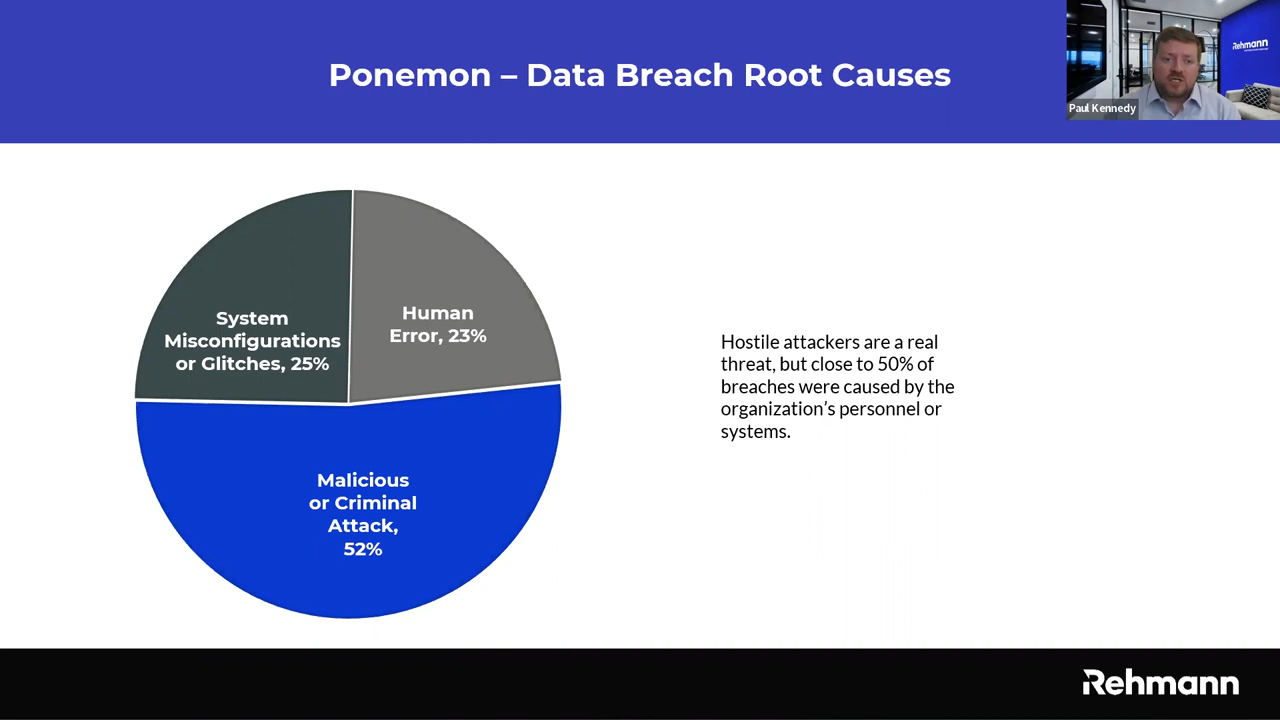 Ponemon – Data Breach Root Causes
Rehmann
Paul Kennedy
System
Misconfigurations
or Glitches, 25%
Human
Error, 23%
Malicious
or Criminal
Attack,
52%
Hostile attackers are a real
threat, but close to 50% of
breaches were caused by the
organization's personnel or
systems.
Rehmann